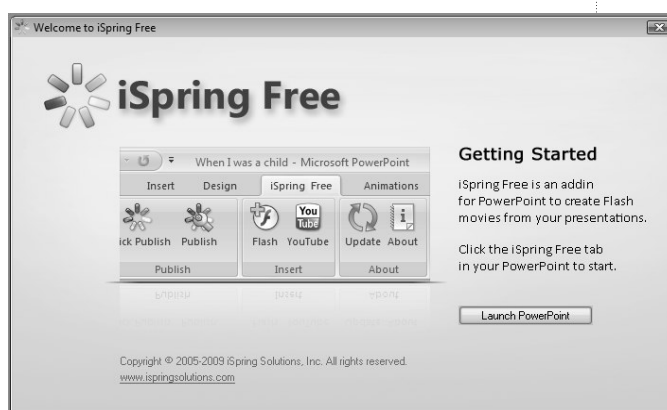 Welcome to iSpring Free
iSpring Free
When I was a child - Microsoft PowerPoint
Insert Design iSpring Free Animations
ick Publish Publish Flash YouTube Update About
Publish Insert About
Getting Started
iSpring Free is an addin
for PowerPoint to create Flash
movies from your presentations.
Click the iSpring Free tab
in your PowerPoint to start.
Launch PowerPoint
Copyright © 2005-2009 iSpring Solutions, Inc. All rights reserved.
www.ispringsolutions.com